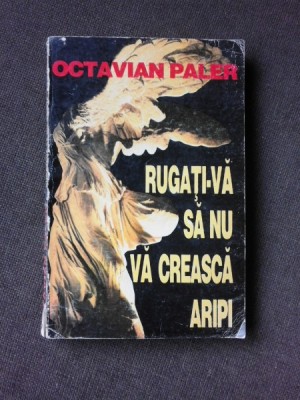 OCTAVIAN PALER
RUGAȚI-VĂ
SĂ NU
VĂ CREASCĂ
ARIPI